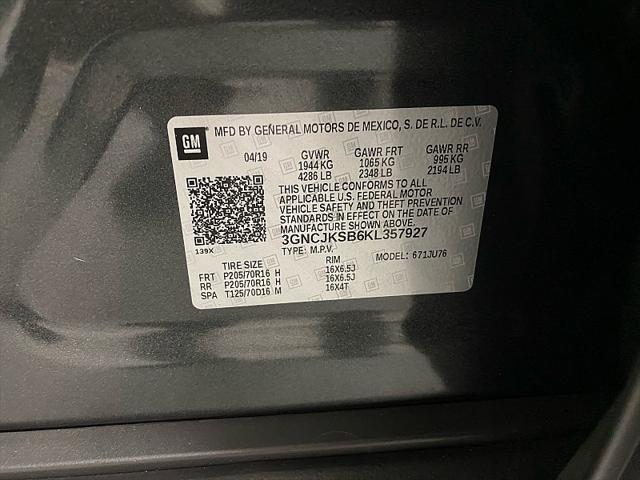 GM
MFD BY GENERAL MOTORS DE MEXICO, S. DE R.L. DE C.V.
04/19 GVWR GAWR FRT GAWR RR
1944 KG 1065 KG 995 KG
4286 LB 2348 LB 2194 LB
THIS VEHICLE CONFORMS TO ALL
APPLICABLE U.S. FEDERAL MOTOR
VEHICLE SAFETY AND THEFT PREVENTION
STANDARDS IN EFFECT ON THE DATE OF
MANUFACTURE SHOWN ABOVE.
3GNCJKSB6KL357927
139X TYPE: M.P.V. MODEL: 671JU76
TIRE SIZE RIM
FRT P205/70R16 H 16X6.5J
RR P205/70R16 H 16X6.5J
SPA T125/70D16 M 16X4T